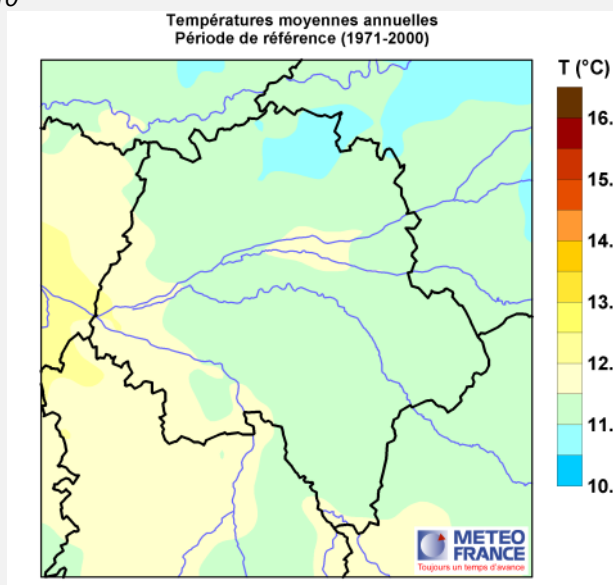 Températures moyennes annuelles
Période de référence (1971-2000)
T (°C)
16.
15.
14.
13.
12.
11.
10.
METEO
FRANCE
Toujours un temps d'avance